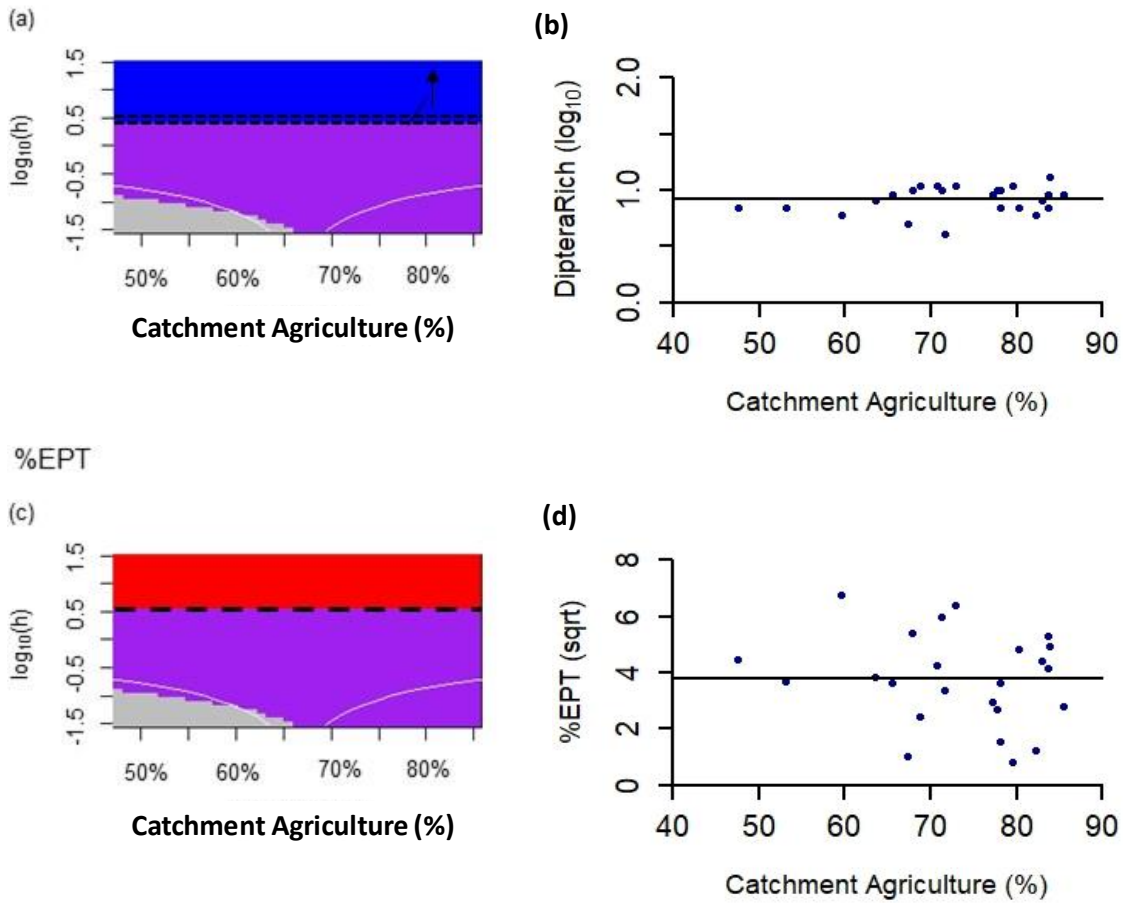 (a)
log10(h)
1.5
0.5
-0.5
-1.5
50% 60% 70% 80%
Catchment Agriculture (%)
(b)
DipteraRich (log10)
2.0
1.0
0.0
40 50 60 70 80 90
Catchment Agriculture (%)
%EPT
(c)
log10(h)
1.5
0.5
-0.5
-1.5
50% 60% 70% 80%
Catchment Agriculture (%)
(d)
%EPT (sqrt)
8
6
4
2
0
40 50 60 70 80 90
Catchment Agriculture (%)